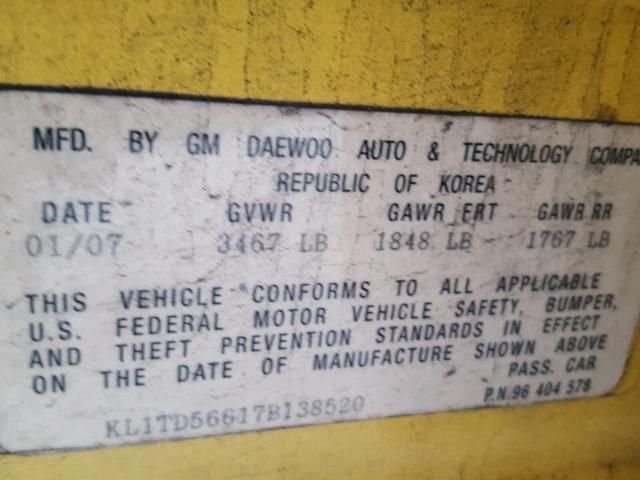 MFD. BY GM DAEWOO AUTO & TECHNOLOGY COMPA
REPUBLIC OF KOREA
DATE GVWR GAWR FRT GAWR RR
01/07 3467 LB 1848 LB 1767 LB
THIS VEHICLE CONFORMS TO ALL APPLICABLE
U.S. FEDERAL MOTOR VEHICLE SAFETY, BUMPER,
AND THEFT PREVENTION STANDARDS IN EFFECT
ON THE DATE OF MANUFACTURE SHOWN ABOVE
PASS. CAR
KL1TD56617B138520 P.N.96 404 578